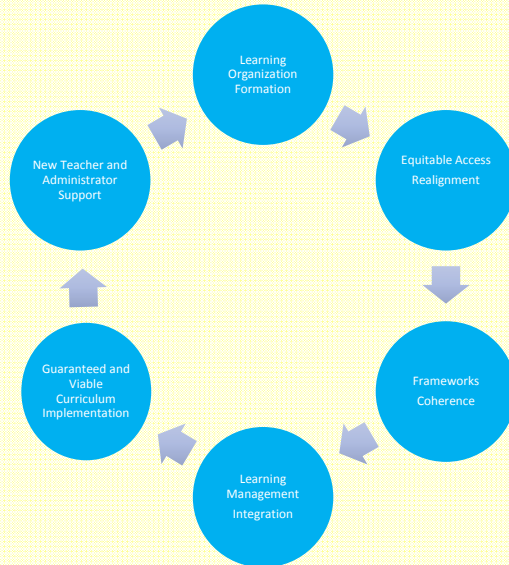 Learning
Organization
Formation
Equitable Access
Realignment
Frameworks
Coherence
Learning
Management
Integration
Guaranteed and
Viable
Curriculum
Implementation
New Teacher and
Administrator
Support